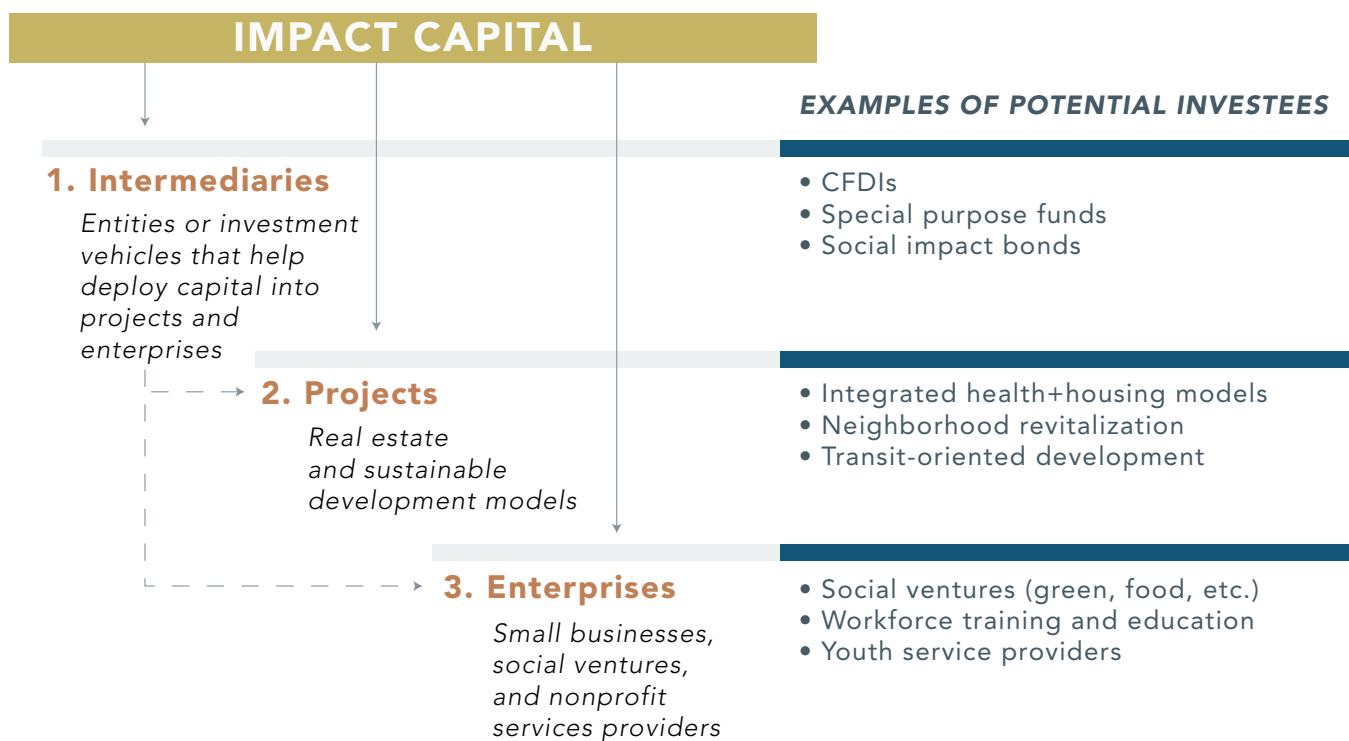 IMPACT CAPITAL
EXAMPLES OF POTENTIAL INVESTEES
1. Intermediaries
Entities or investment
vehicles that help
deploy capital into
projects and
enterprises
• CFDIs
• Special purpose funds
• Social impact bonds
2. Projects
Real estate
and sustainable
development models
• Integrated health+housing models
• Neighborhood revitalization
• Transit-oriented development
3. Enterprises
Small businesses,
social ventures,
and nonprofit
services providers
• Social ventures (green, food, etc.)
• Workforce training and education
• Youth service providers